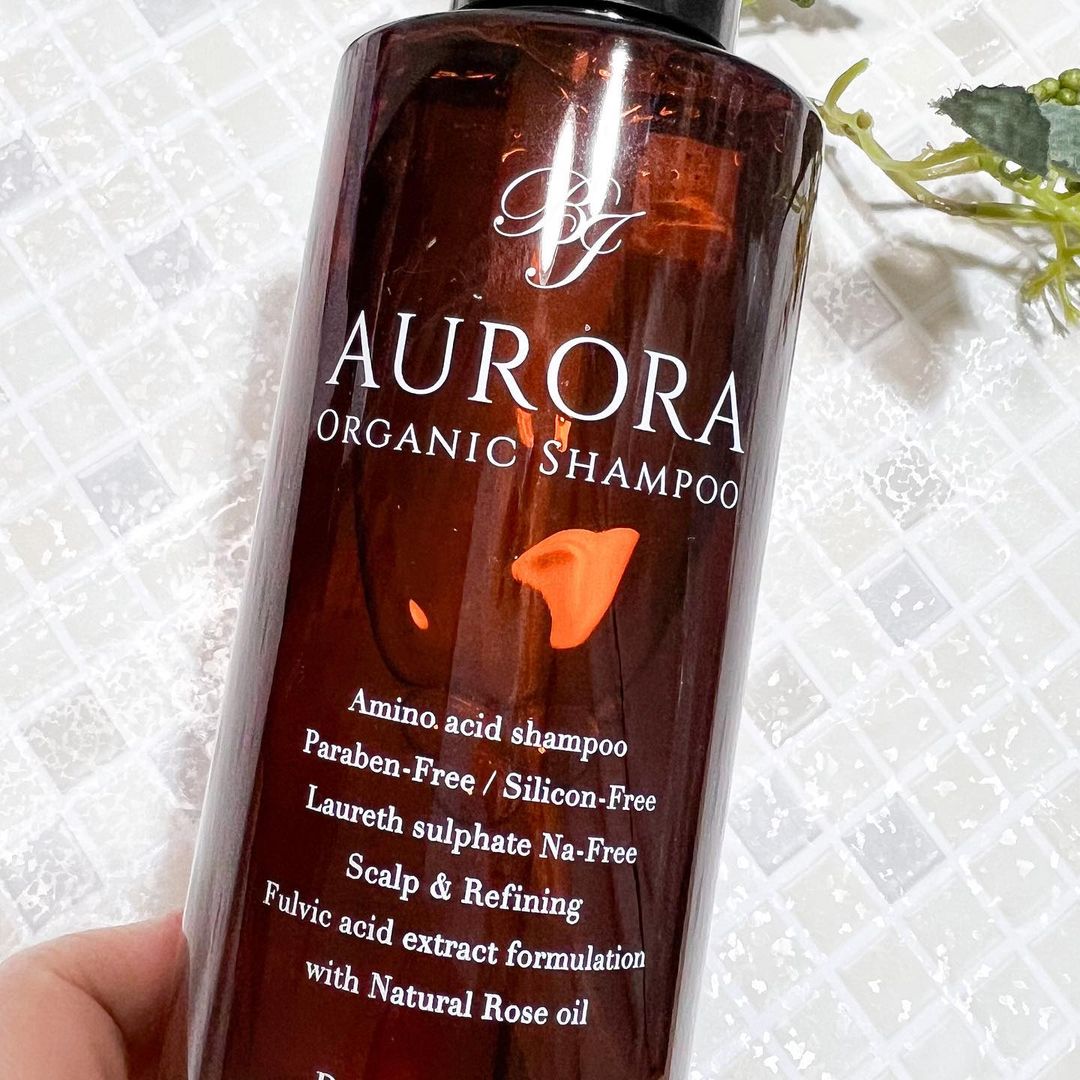 BJ
AURORA
ORGANIC SHAMPOO
Amino acid shampoo
Paraben-Free / Silicon-Free
Laureth sulphate Na-Free
Scalp & Refining
Fulvic acid extract formulation
with Natural Rose oil